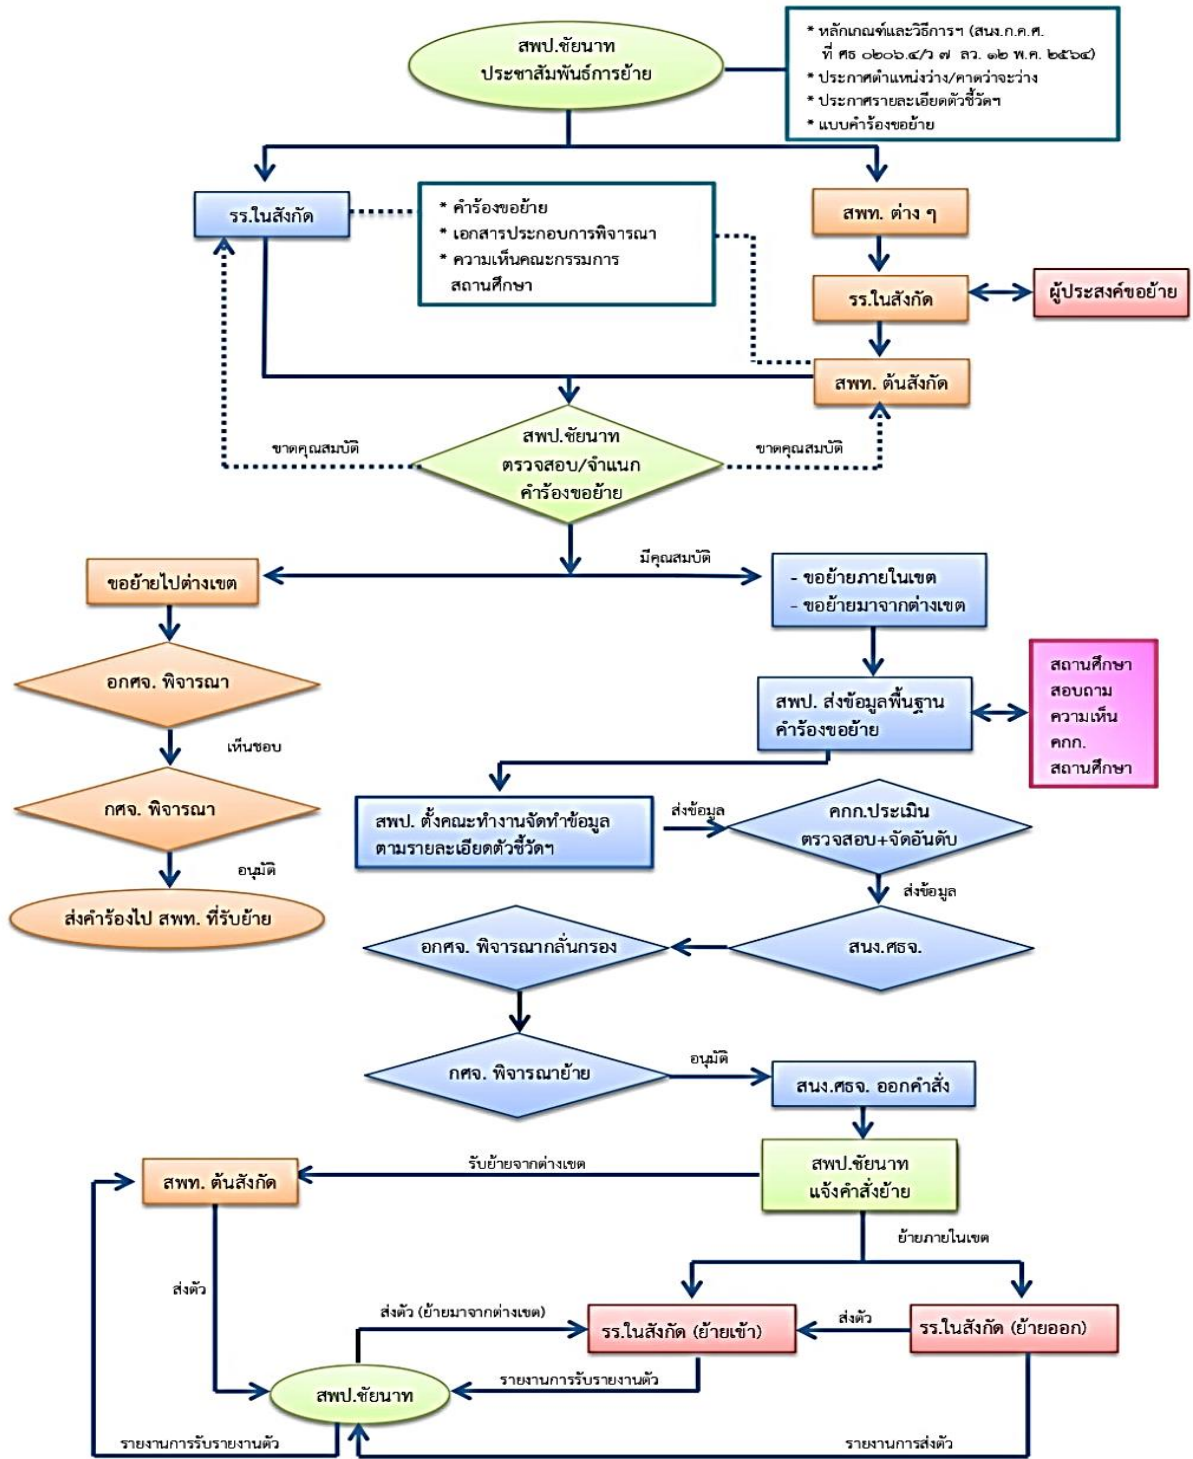 สพป.ชัยนาท
ประชาสัมพันธ์การย้าย
* หลักเกณฑ์และวิธีการฯ (สนง.ก.ค.ศ.
ที่ ศธ ๐๒๐๖.๔/ว ๗ ลว. ๑๒ พ.ค. ๒๕๖๔)
* ประกาศตำแหน่งว่าง/คาดว่าจะว่าง
* ประกาศรายละเอียดตัวชี้วัดฯ
* แบบคำร้องขอย้าย
รร.ในสังกัด
* คำร้องขอย้าย
* เอกสารประกอบการพิจารณา
* ความเห็นคณะกรรมการ
สถานศึกษา
สพท. ต่าง ๆ
รร.ในสังกัด
ผู้ประสงค์ขอย้าย
สพท. ต้นสังกัด
สพป.ชัยนาท
ตรวจสอบ/จำแนก
คำร้องขอย้าย
ขาดคุณสมบัติ
ขาดคุณสมบัติ
มีคุณสมบัติ
ขอย้ายไปต่างเขต
- ขอย้ายภายในเขต
- ขอย้ายมาจากต่างเขต
อกศจ. พิจารณา
เห็นชอบ
กศจ. พิจารณา
อนุมัติ
ส่งคำร้องไป สพท. ที่รับย้าย
สพป. ส่งข้อมูลพื้นฐาน
คำร้องขอย้าย
สถานศึกษา
สอบถาม
ความเห็น
คกก.
สถานศึกษา
สพป. ตั้งคณะทำงานจัดทำข้อมูล
ตามรายละเอียดตัวชี้วัดฯ
ส่งข้อมูล
คกก.ประเมิน
ตรวจสอบ+จัดอันดับ
ส่งข้อมูล
สนง.ศธจ.
อกศจ. พิจารณากลั่นกรอง
กศจ. พิจารณาย้าย
อนุมัติ
สนง.ศธจ. ออกคำสั่ง
สพป.ชัยนาท
แจ้งคำสั่งย้าย
รับย้ายจากต่างเขต
สพท. ต้นสังกัด
ย้ายภายในเขต
ส่งตัว
ส่งตัว (ย้ายมาจากต่างเขต)
รร.ในสังกัด (ย้ายเข้า)
ส่งตัว
รร.ในสังกัด (ย้ายออก)
สพป.ชัยนาท
รายงานการรับรายงานตัว
รายงานการรับรายงานตัว
รายงานการส่งตัว